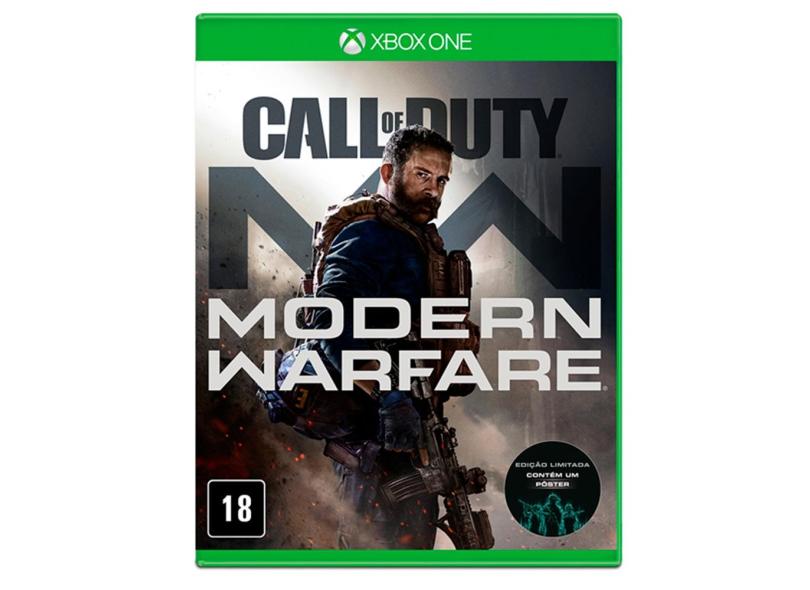 XBOX ONE
CALL OF DUTY
MODERN
WARFARE
EDIÇÃO LIMITADA
CONTÉM UM
PÔSTER
18